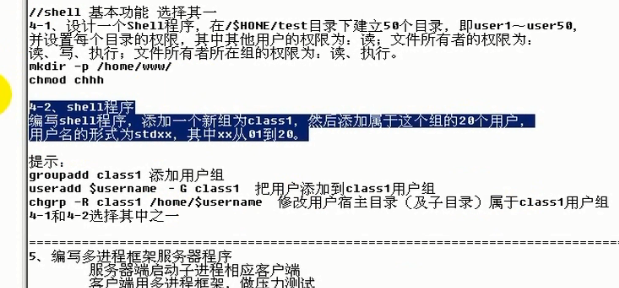 //shell 基本功能 选择其一
4-1、设计一个Shell程序，在/$HOME/test目录下建立50个目录，即user1～user50，
并设置每个目录的权限，其中其他用户的权限为：读；文件所有者的权限为：
读、写、执行；文件所有者所在组的权限为：读、执行。
mkdir -p /home/www/
chmod chhh
4-2、shell程序
编写shell程序，添加一个新组为class1，然后添加属于这个组的20个用户，
用户名的形式为stdxx，其中xx从01到20。
提示：
groupadd class1 添加用户组
useradd $username -G class1 把用户添加到class1用户组
chgrp -R class1 /home/$username 修改用户宿主目录（及子目录）属于class1用户组
4-1和4-2选择其中之一
================================================================================
5、编写多进程框架服务器程序
服务器端启动子进程相应客户端
客户端用多进程框架，做压力测试